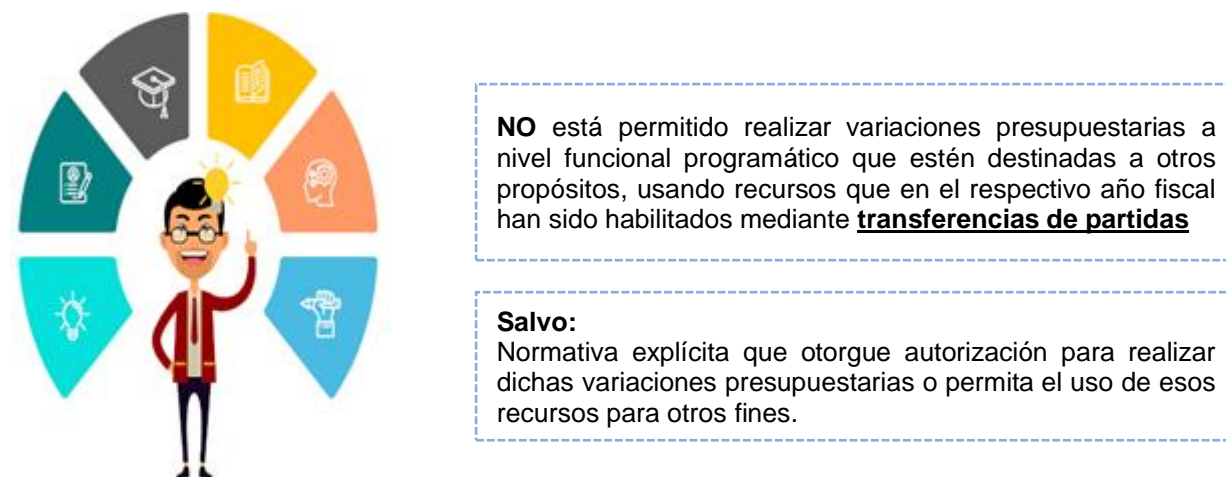 NO está permitido realizar variaciones presupuestarias a
nivel funcional programático que estén destinadas a otros
propósitos, usando recursos que en el respectivo año fiscal
han sido habilitados mediante transferencias de partidas
Salvo:
Normativa explícita que otorgue autorización para realizar
dichas variaciones presupuestarias o permita el uso de esos
recursos para otros fines.